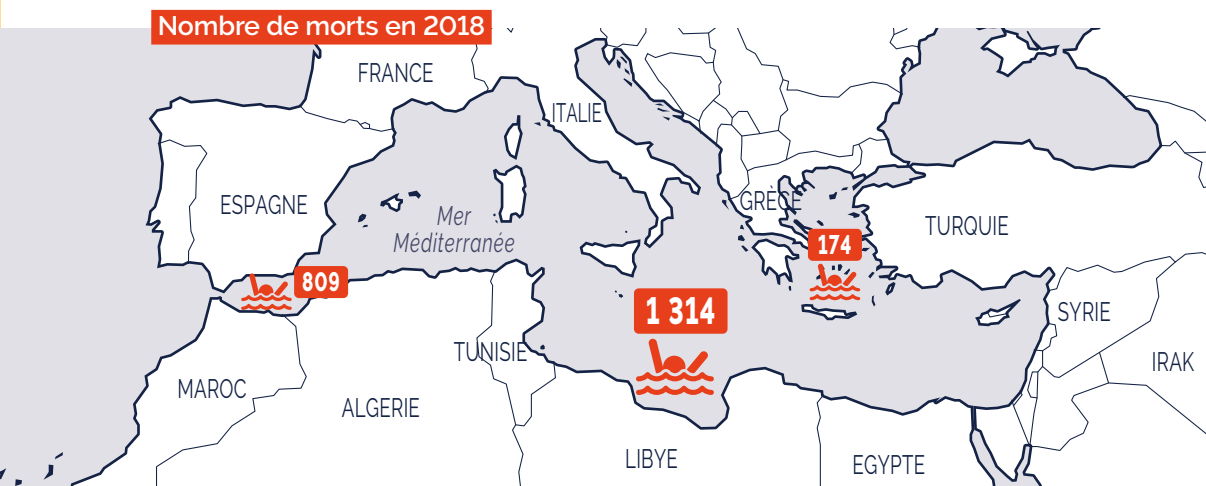 Nombre de morts en 2018
FRANCE
ITALIE
ESPAGNE
Mer
Méditerranée
GRÈCE
TURQUIE
174
809
1 314
SYRIE
TUNISIE
IRAK
MAROC
ALGERIE
LIBYE
EGYPTE